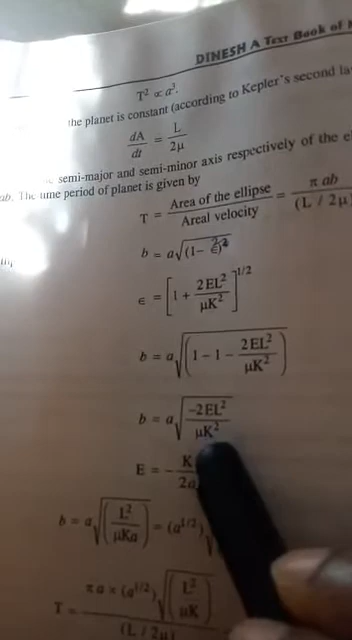 DINESH A TEXT BOOK OF
T² ∝ a³.
the planet is constant (according to Kepler's second
dA/dt = L/2μ
semi-major and semi-minor axis respectively of the
ab. The time period of planet is given by
T = Area of the ellipse / Areal velocity = π ab / (L / 2μ)
b = a√(1– ∈²)
∈ = [1 + 2EL²/μK²]^1/2
b = a√(1 – 1 – 2EL²/μK²)
b = a√(–2EL²/μK²)
E = – K/2a
b = a√(L²/μKa) = (a^1/2)√
T = π a × (a^1/2)√(L²/μK) / (L / 2μ)